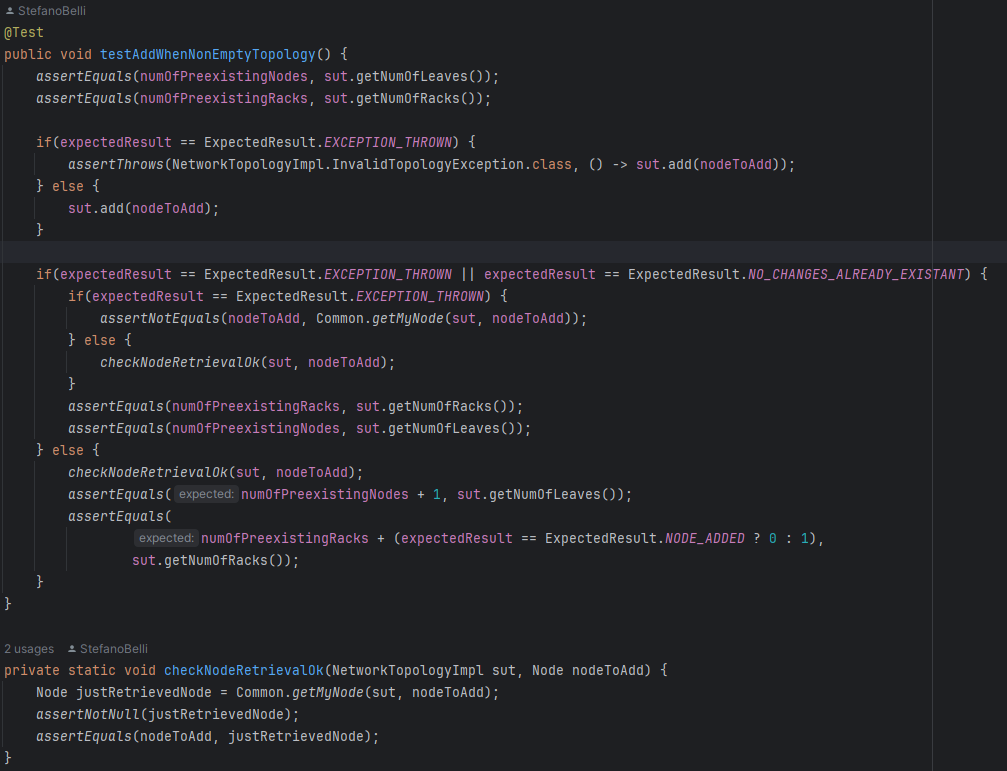 StefanoBelli
@Test
public void testAddWhenNonEmptyTopology() {
    assertEquals(numOfPreexistingNodes, sut.getNumOfLeaves());
    assertEquals(numOfPreexistingRacks, sut.getNumOfRacks());

    if(expectedResult == ExpectedResult.EXCEPTION_THROWN) {
        assertThrows(NetworkTopologyImpl.InvalidTopologyException.class, () -> sut.add(nodeToAdd));
    } else {
        sut.add(nodeToAdd);
    }

    if(expectedResult == ExpectedResult.EXCEPTION_THROWN || expectedResult == ExpectedResult.NO_CHANGES_ALREADY_EXISTANT) {
        if(expectedResult == ExpectedResult.EXCEPTION_THROWN) {
            assertNotEquals(nodeToAdd, Common.getMyNode(sut, nodeToAdd));
        } else {
            checkNodeRetrievalOk(sut, nodeToAdd);
        }
        assertEquals(numOfPreexistingRacks, sut.getNumOfRacks());
        assertEquals(numOfPreexistingNodes, sut.getNumOfLeaves());
    } else {
        checkNodeRetrievalOk(sut, nodeToAdd);
        assertEquals( expected: numOfPreexistingNodes + 1, sut.getNumOfLeaves());
        assertEquals(
                expected: numOfPreexistingRacks + (expectedResult == ExpectedResult.NODE_ADDED ? 0 : 1),
                sut.getNumOfRacks());
    }
}

2 usages StefanoBelli
private static void checkNodeRetrievalOk(NetworkTopologyImpl sut, Node nodeToAdd) {
    Node justRetrievedNode = Common.getMyNode(sut, nodeToAdd);
    assertNotNull(justRetrievedNode);
    assertEquals(nodeToAdd, justRetrievedNode);
}